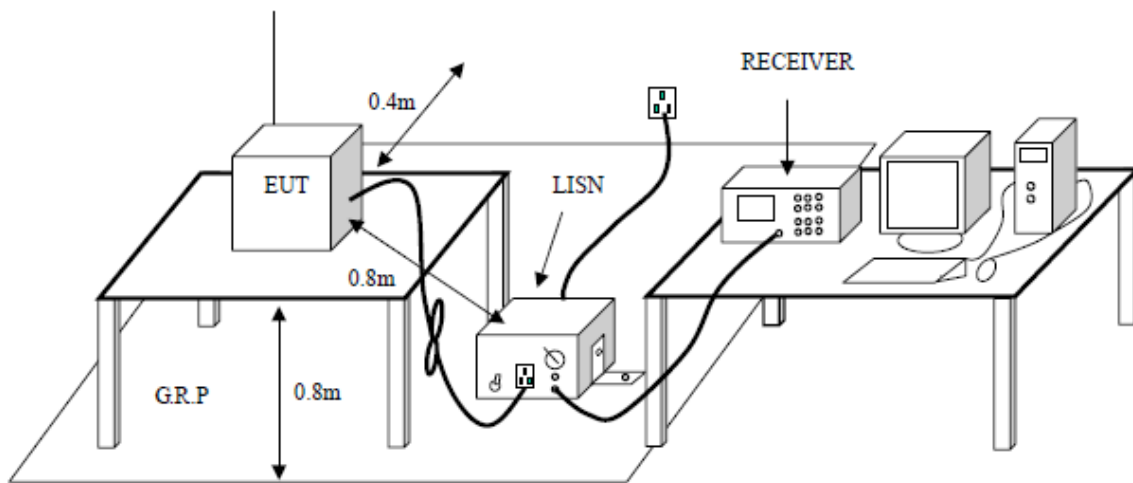 RECEIVER
0.4m
EUT
LISN
0.8m
G.R.P
0.8m